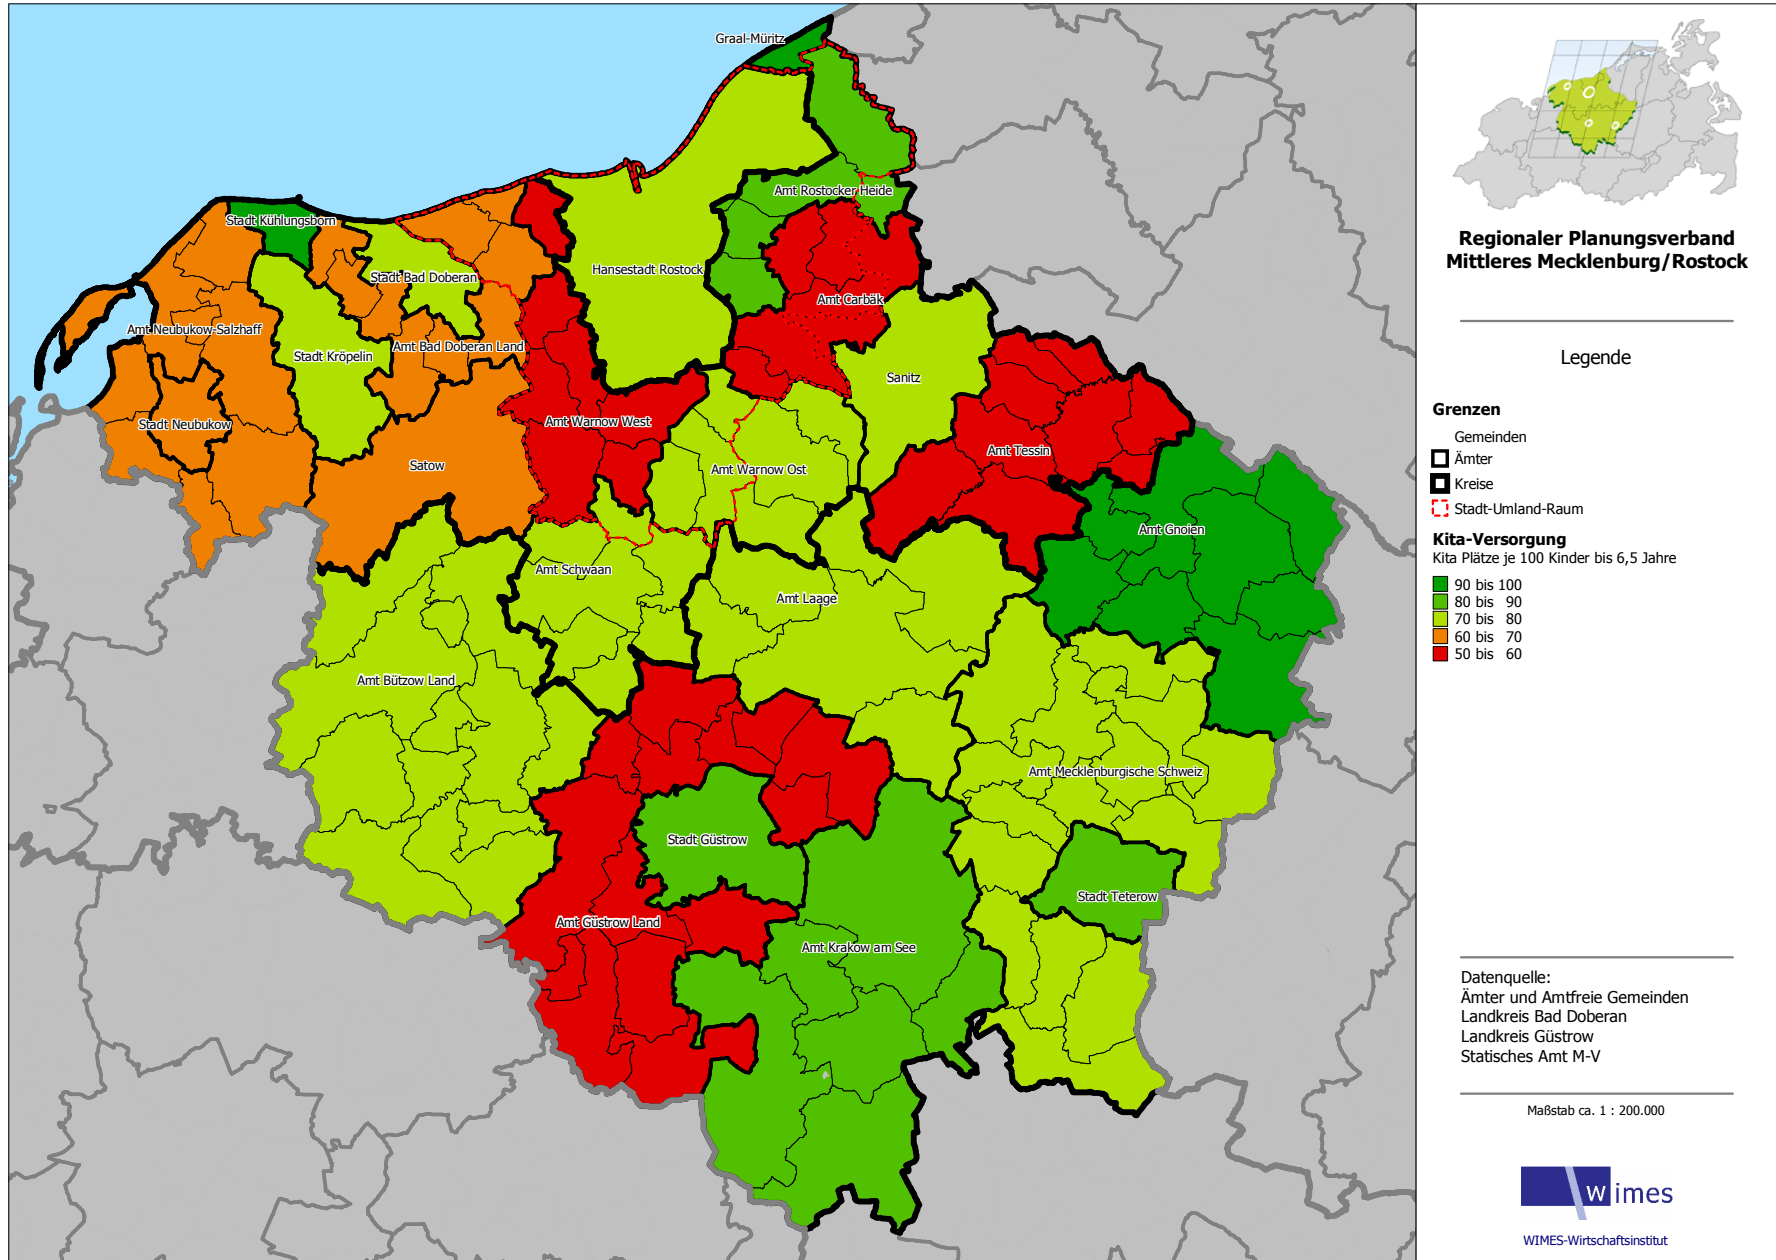 Graal-Müritz
Amt Rostocker Heide
Stadt Kühlungsborn
Stadt Bad Doberan
Hansestadt Rostock
Amt Carbäk
Amt Neubukow-Salzhaff
Stadt Kröpelin
Amt Bad Doberan Land
Sanitz
Stadt Neubukow
Amt Warnow West
Satow
Amt Warnow Ost
Amt Tessin
Amt Gnoien
Amt Schwaan
Amt Laage
Amt Bützow Land
Amt Mecklenburgische Schweiz
Stadt Güstrow
Stadt Teterow
Amt Güstrow Land
Amt Krakow am See
Regionaler Planungsverband
Mittleres Mecklenburg/Rostock
Legende
Grenzen
Gemeinden
Ämter
Kreise
Stadt-Umland-Raum
Kita-Versorgung
Kita Plätze je 100 Kinder bis 6,5 Jahre
90 bis 100
80 bis 90
70 bis 80
60 bis 70
50 bis 60
Datenquelle:
Ämter und Amtfreie Gemeinden
Landkreis Bad Doberan
Landkreis Güstrow
Statisches Amt M-V
Maßstab ca. 1 : 200.000
wimes
WIMES-Wirtschaftsinstitut